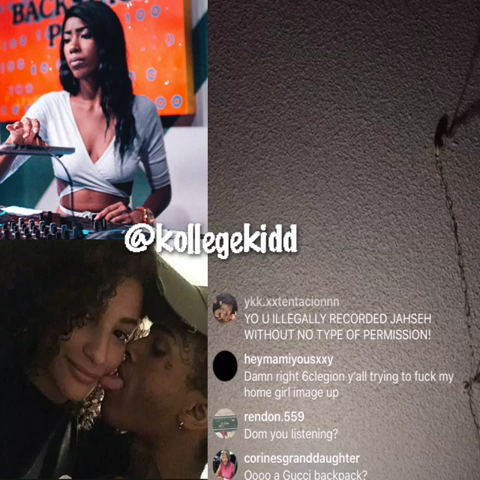 BACKS
P
@kollegekidd
ykk.xxtentacionnn
YO U ILLEGALLY RECORDED JAHSEH
WITHOUT NO TYPE OF PERMISSION!
heymamiyousxxy
Damn right 6clegion y'all trying to fuck my
home girl image up
rendon.559
Dom you listening?
corinesgranddaughter
Oooo a Gucci backpack?